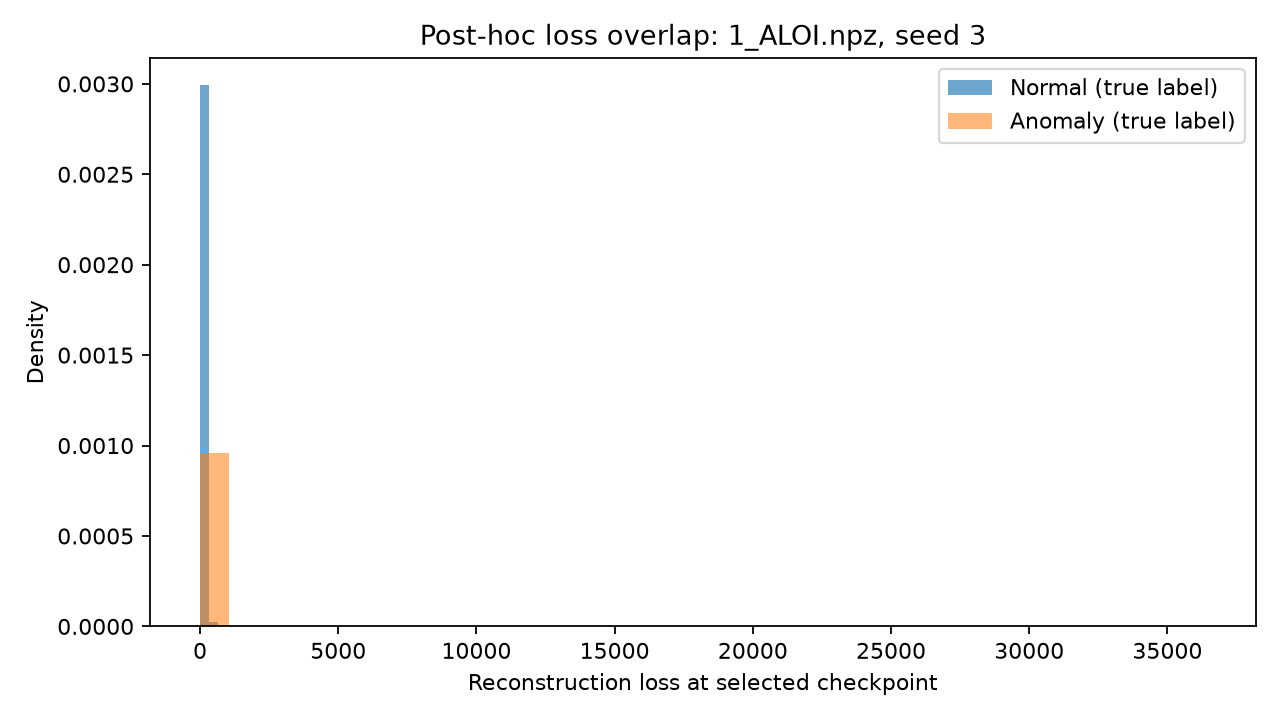 Post-hoc loss overlap: 1_ALOI.npz, seed 3
Normal (true label)
Anomaly (true label)
Density
0.0030
0.0025
0.0020
0.0015
0.0010
0.0005
0.0000
0 5000 10000 15000 20000 25000 30000 35000
Reconstruction loss at selected checkpoint